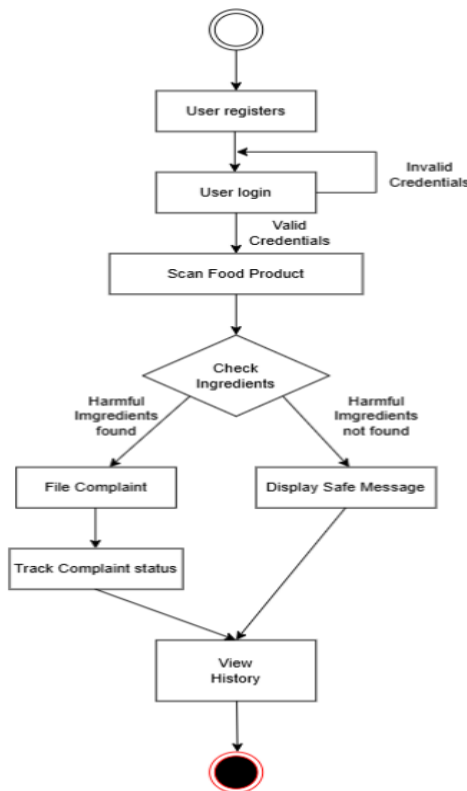 User registers
Invalid
Credentials
User login
Valid
Credentials
Scan Food Product
Check
Ingredients
Harmful
Imgredients
found
Harmful
Imgredients
not found
File Complaint
Display Safe Message
Track Complaint status
View
History